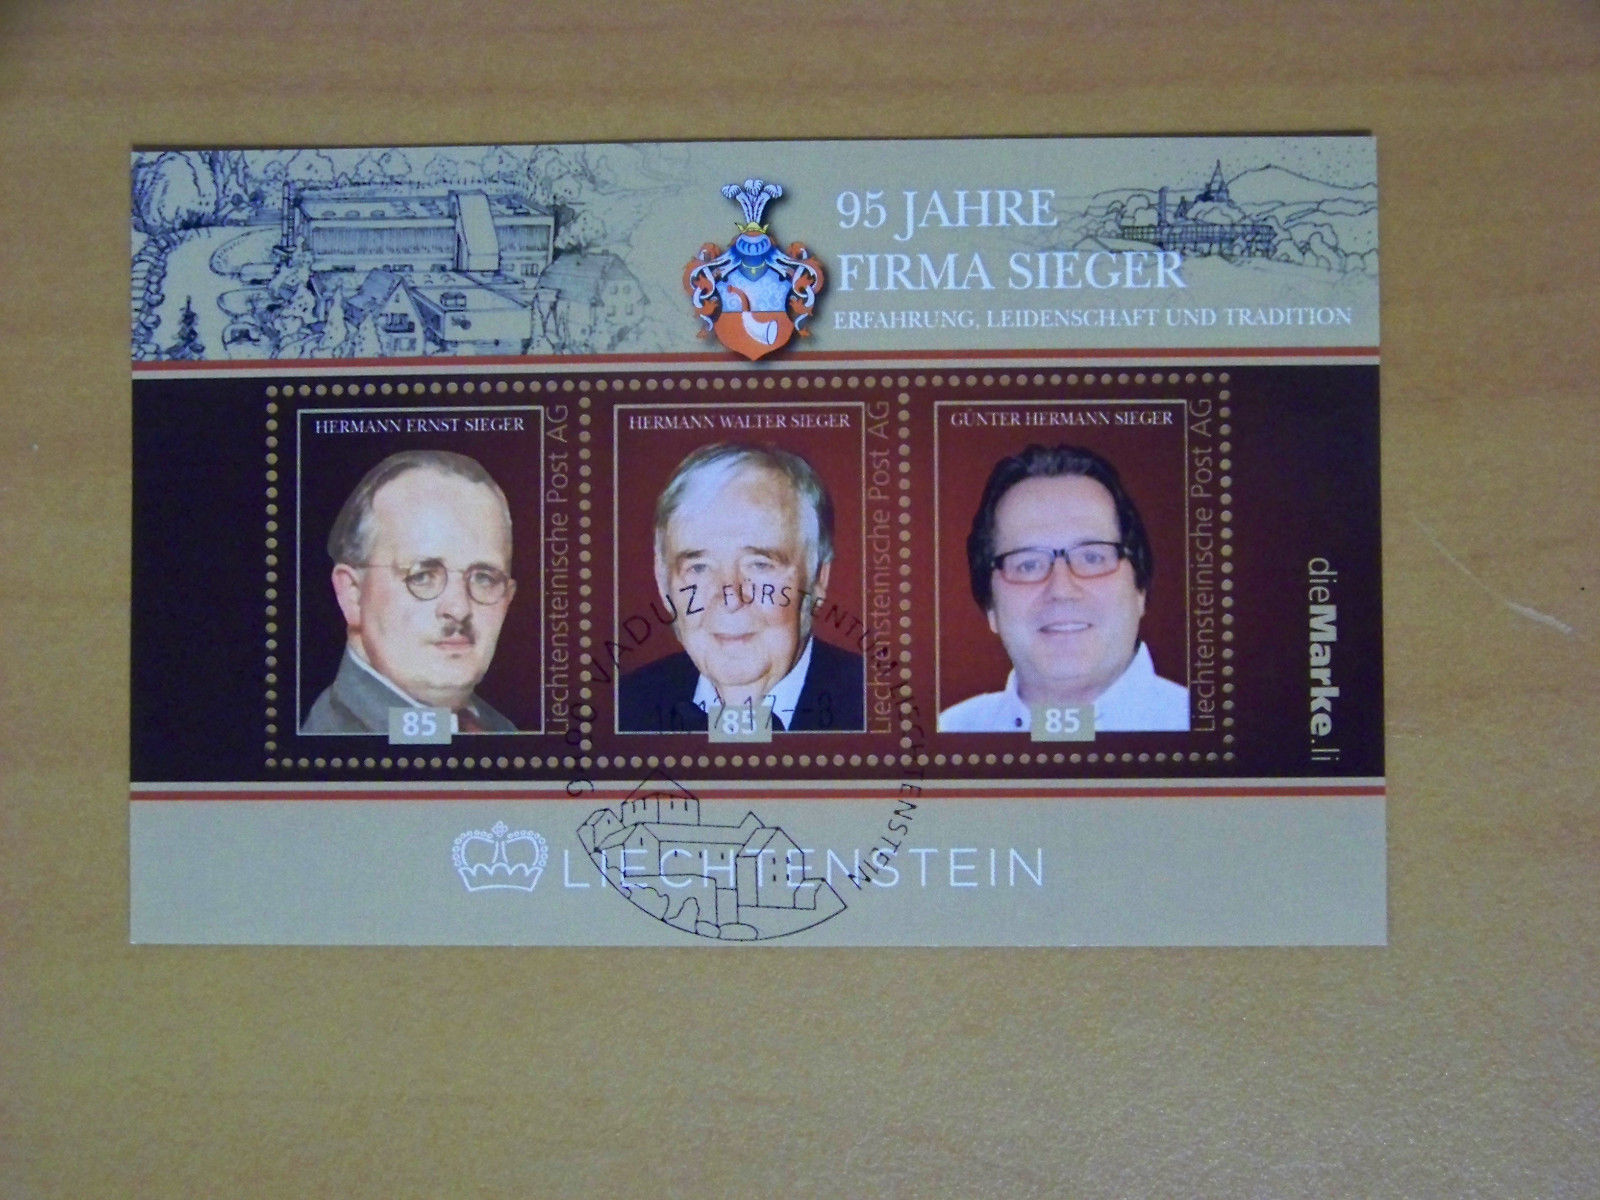 95 JAHRE
FIRMA SIEGER
ERFAHRUNG, LEIDENSCHAFT UND TRADITION
HERMANN ERNST SIEGER
Liechtensteinische Post AG
85
HERMANN WALTER SIEGER
Liechtensteinische Post AG
85
GÜNTER HERMANN SIEGER
Liechtensteinische Post AG
85
dieMarke.li
9490 VADUZ FÜRSTENTUM LIECHTENSTEIN
LIECHTENSTEIN